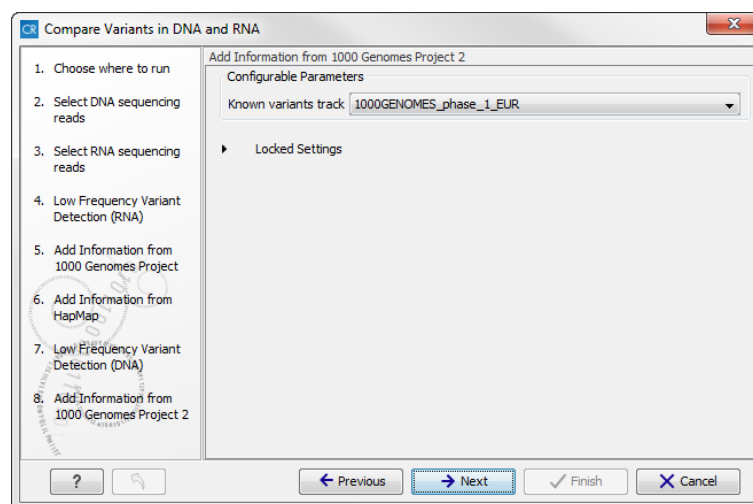 CR Compare Variants in DNA and RNA
x
1. Choose where to run
2. Select DNA sequencing
reads
3. Select RNA sequencing
reads
4. Low Frequency Variant
Detection (RNA)
5. Add Information from
1000 Genomes Project
6. Add Information from
HapMap
7. Low Frequency Variant
Detection (DNA)
8. Add Information from
1000 Genomes Project 2
Add Information from 1000 Genomes Project 2
Configurable Parameters
Known variants track 1000GENOMES_phase_1_EUR
Locked Settings
?
Previous
Next
Finish
Cancel